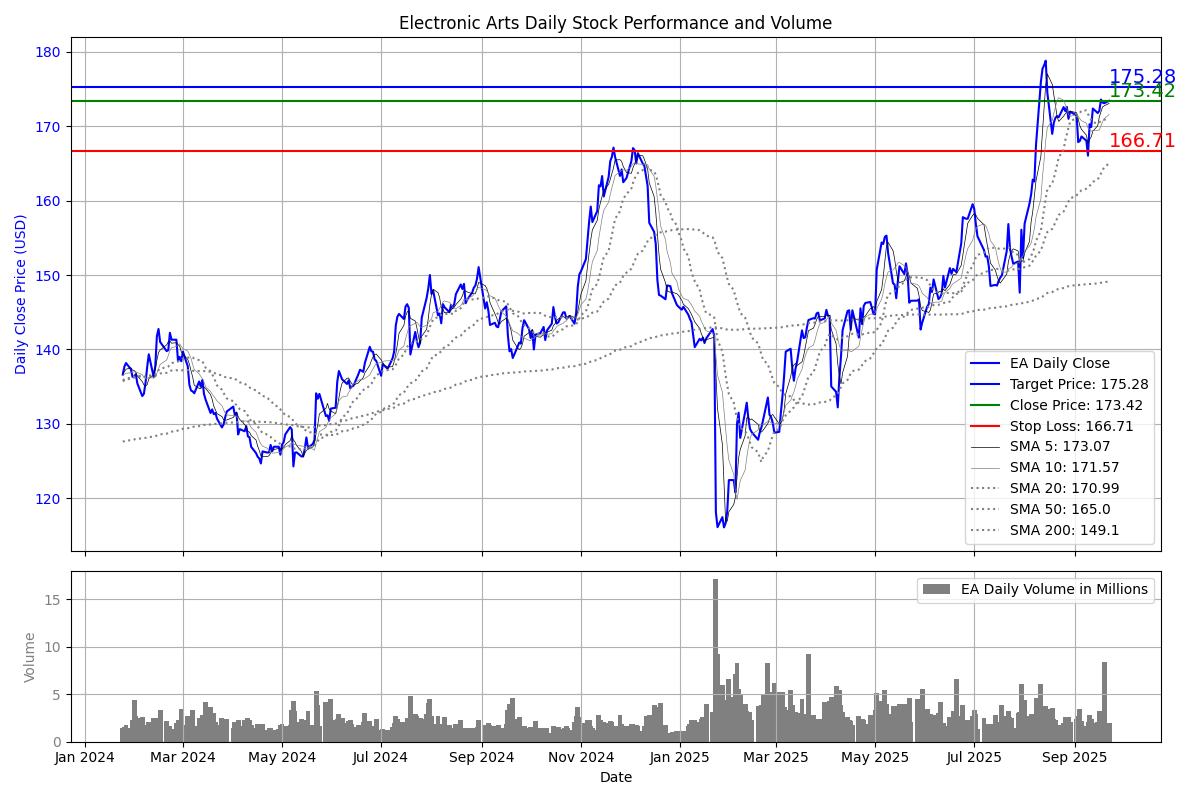 Electronic Arts Daily Stock Performance and Volume
Daily Close Price (USD)
180
170
160
150
140
130
120
175.28
173.42
166.71
EA Daily Close
Target Price: 175.28
Close Price: 173.42
Stop Loss: 166.71
SMA 5: 173.07
SMA 10: 171.57
SMA 20: 170.99
SMA 50: 165.0
SMA 200: 149.1
Volume
15
10
5
0
EA Daily Volume in Millions
Jan 2024 Mar 2024 May 2024 Jul 2024 Sep 2024 Nov 2024 Jan 2025 Mar 2025 May 2025 Jul 2025 Sep 2025
Date